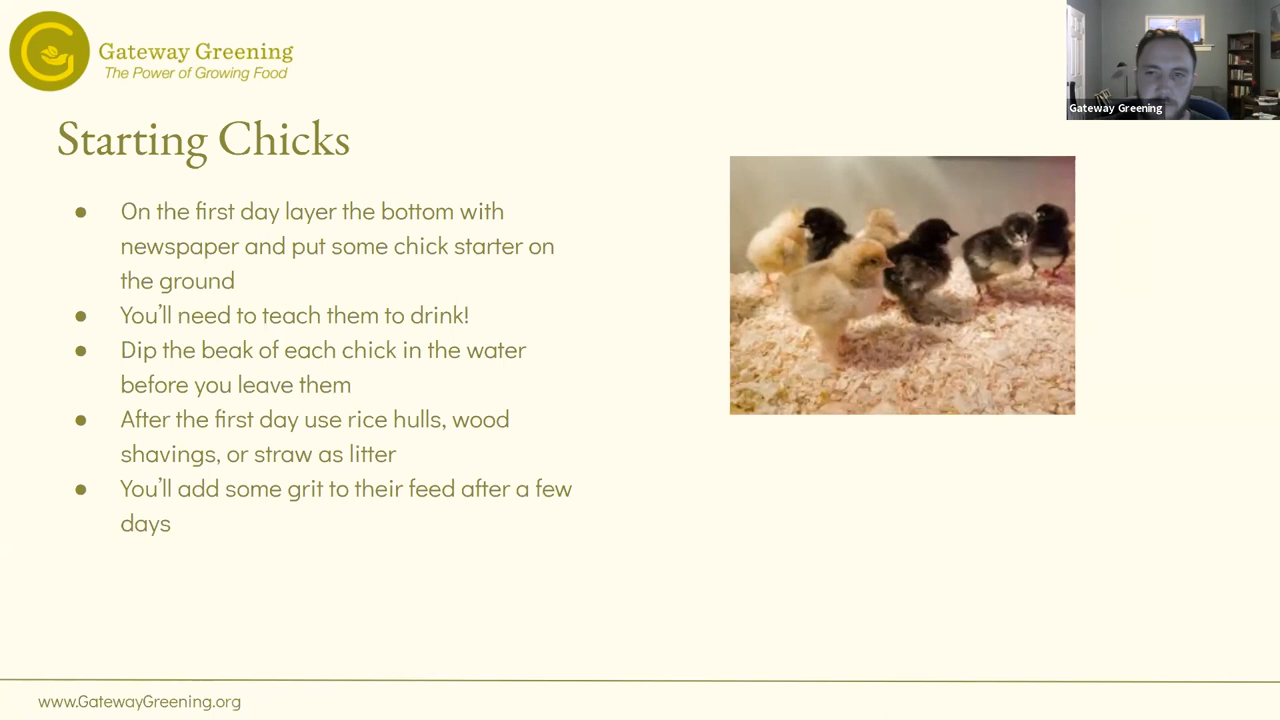 Gateway Greening
The Power of Growing Food
Gateway Greening
Starting Chicks
● On the first day layer the bottom with
newspaper and put some chick starter on
the ground
● You’ll need to teach them to drink!
● Dip the beak of each chick in the water
before you leave them
● After the first day use rice hulls, wood
shavings, or straw as litter
● You’ll add some grit to their feed after a few
days
www.GatewayGreening.org